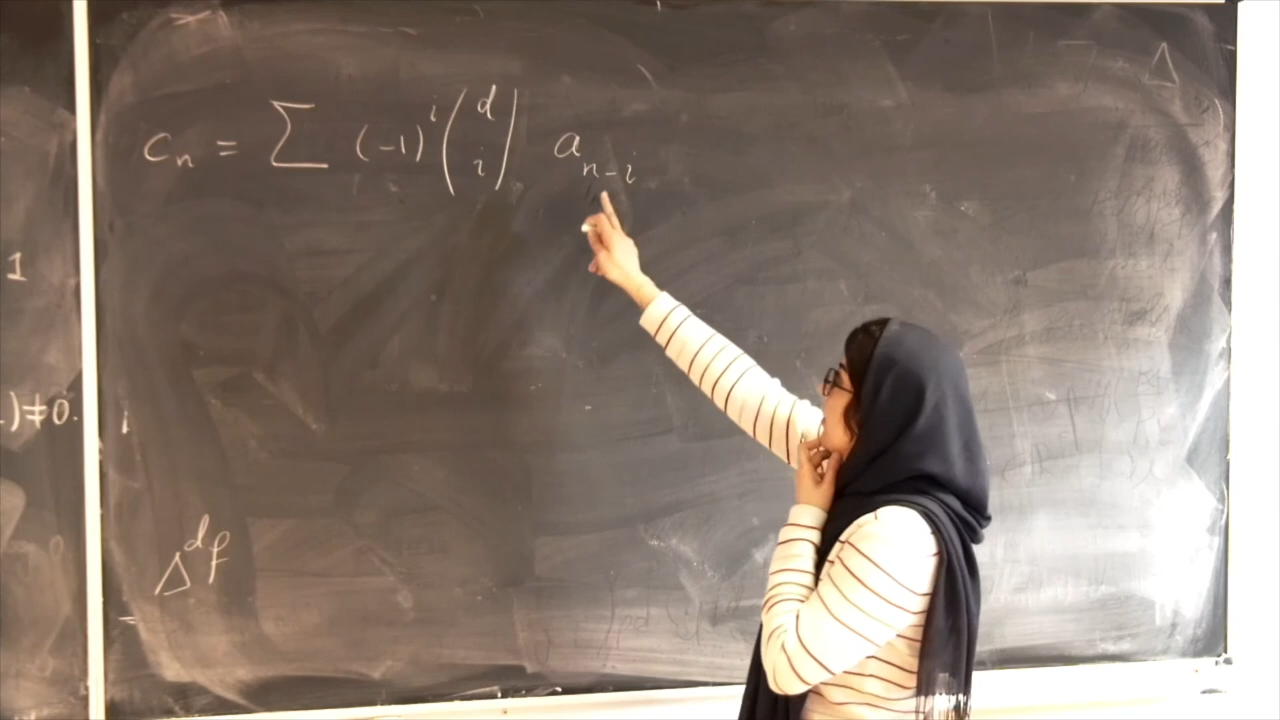 c_n = ∑ (-1)^i (d i) a_{n-i}
Δ
1
.)≠0.
Δ^d f